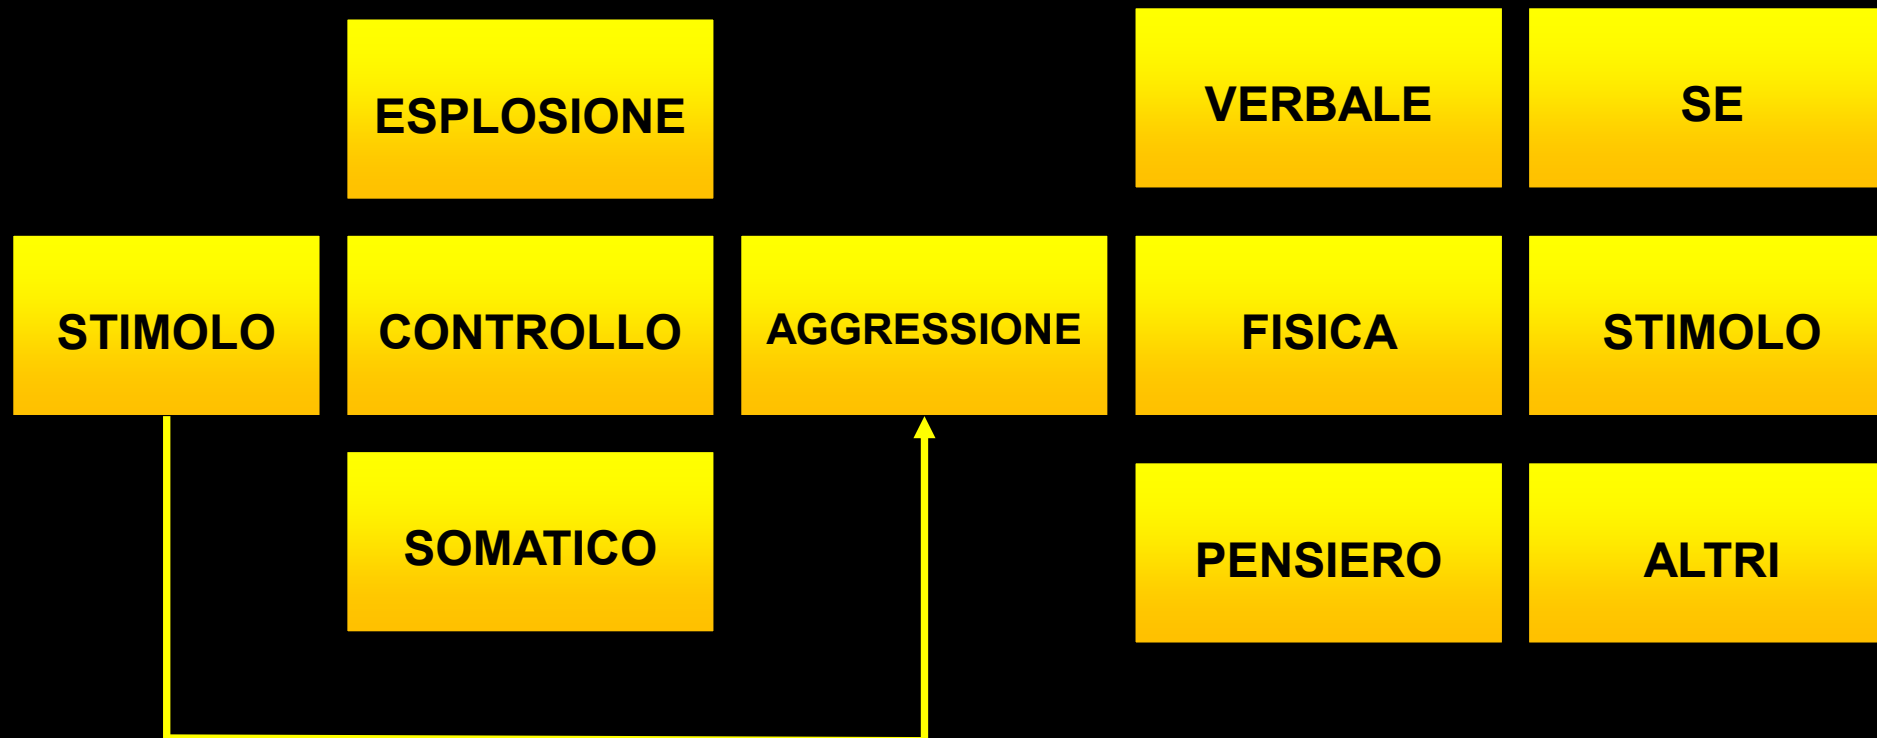 ESPLOSIONE
VERBALE
SE
STIMOLO
CONTROLLO
AGGRESSIONE
FISICA
STIMOLO
SOMATICO
PENSIERO
ALTRI